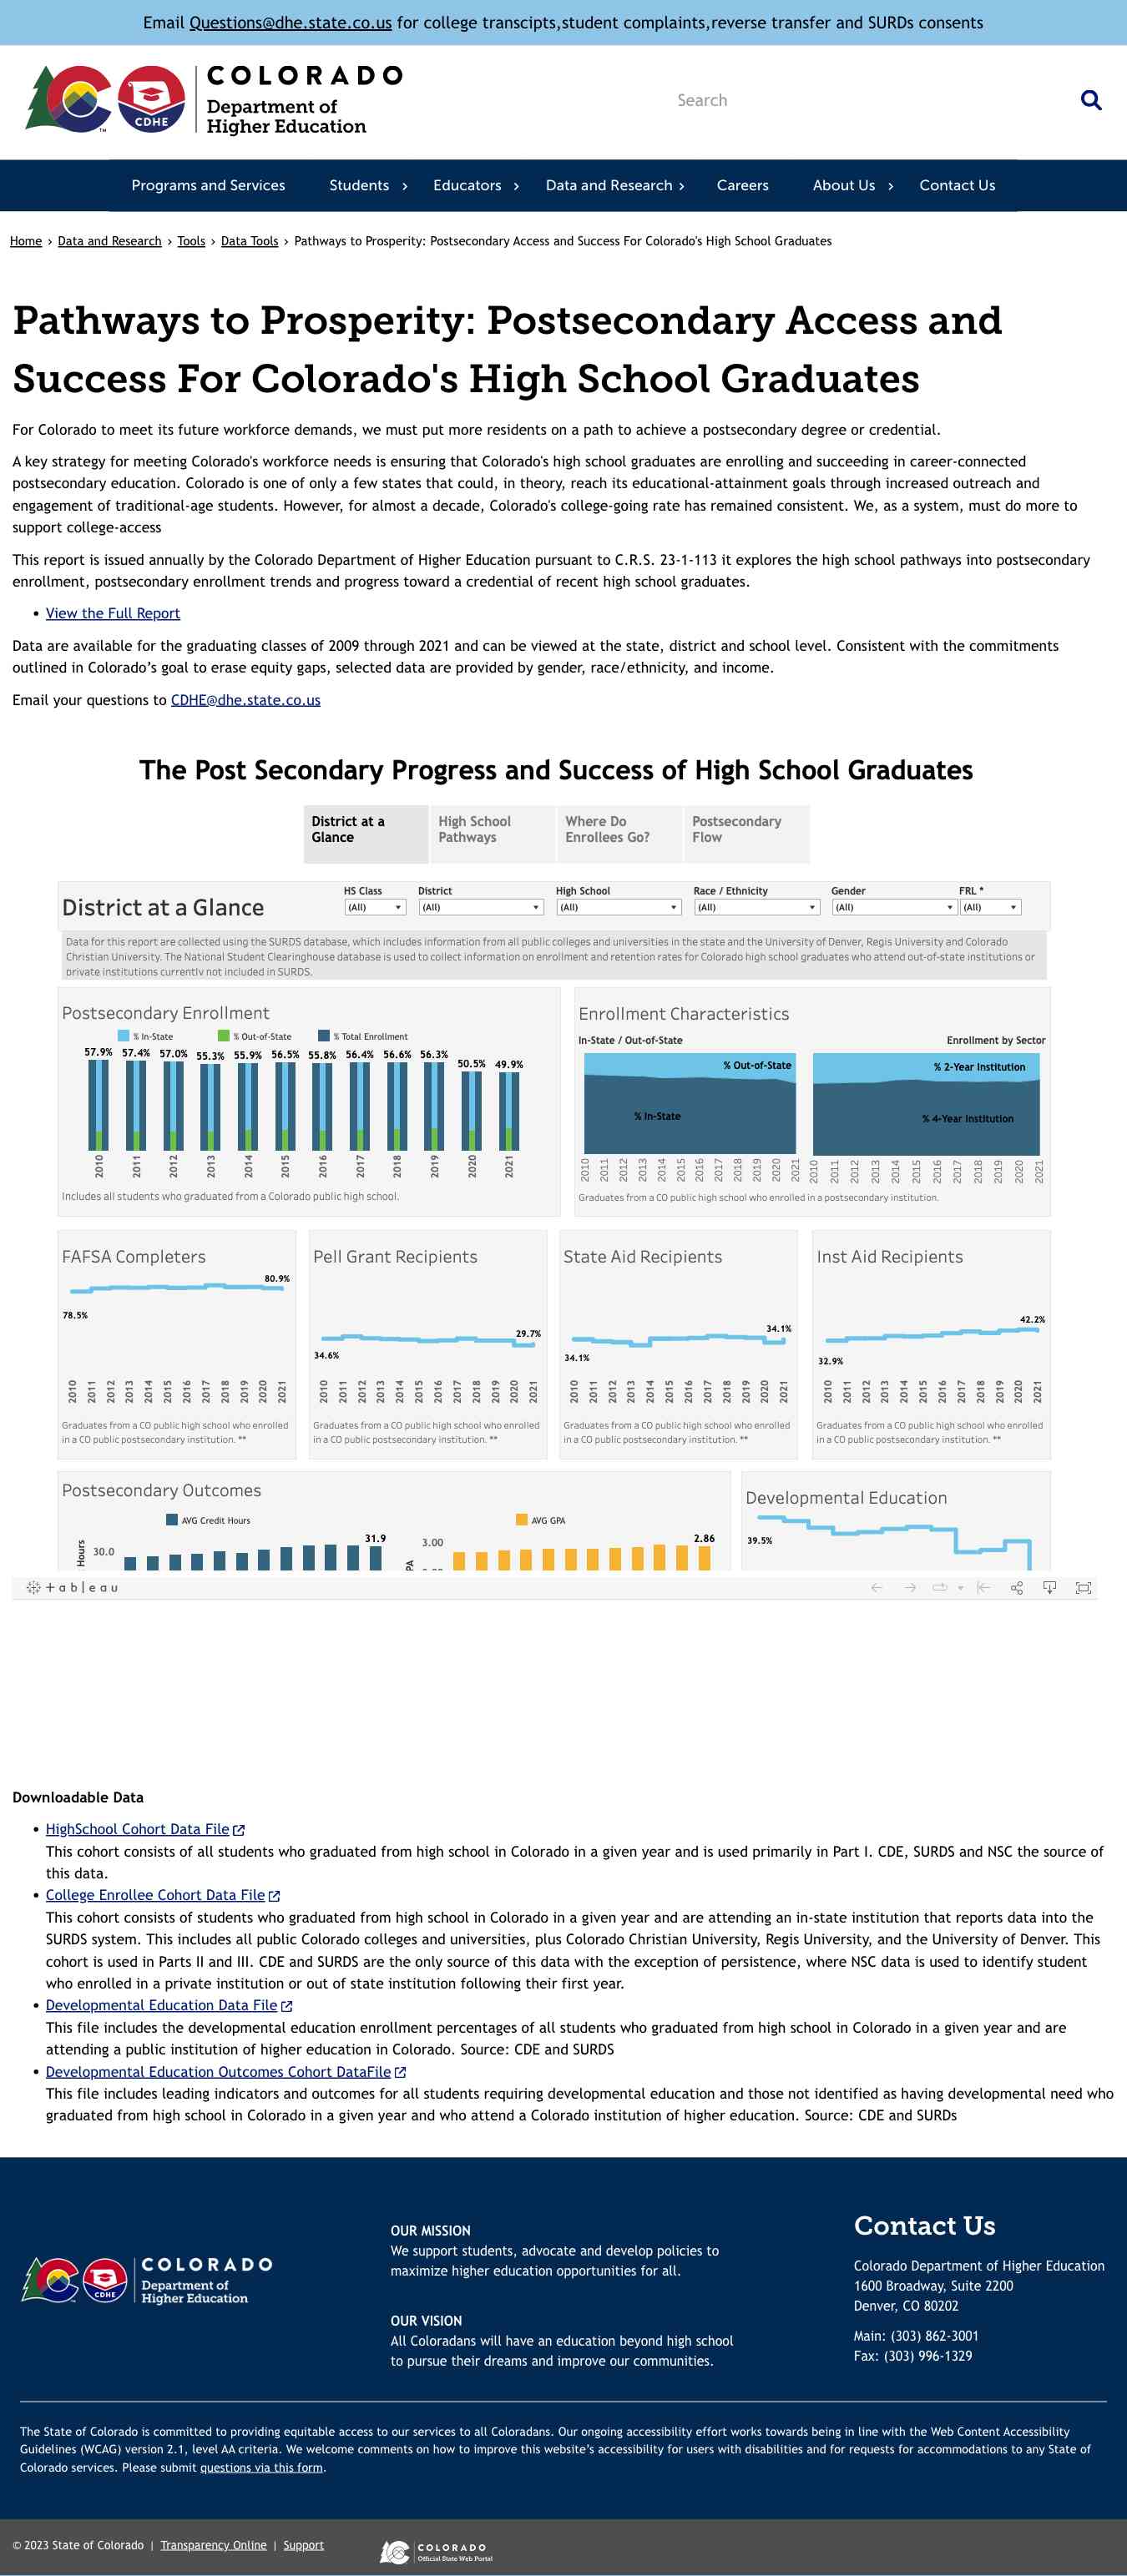 Email Questions@dhe.state.co.us for college transcipts,student complaints,reverse transfer and SURDs consents
COLORADO
Department of
Higher Education
CDHE
TM
Search
Programs and Services Students Educators Data and Research Careers About Us Contact Us
Home › Data and Research › Tools › Data Tools › Pathways to Prosperity: Postsecondary Access and Success For Colorado's High School Graduates
Pathways to Prosperity: Postsecondary Access and
Success For Colorado's High School Graduates
For Colorado to meet its future workforce demands, we must put more residents on a path to achieve a postsecondary degree or credential.
A key strategy for meeting Colorado's workforce needs is ensuring that Colorado's high school graduates are enrolling and succeeding in career-connected
postsecondary education. Colorado is one of only a few states that could, in theory, reach its educational-attainment goals through increased outreach and
engagement of traditional-age students. However, for almost a decade, Colorado's college-going rate has remained consistent. We, as a system, must do more to
support college-access
This report is issued annually by the Colorado Department of Higher Education pursuant to C.R.S. 23-1-113 it explores the high school pathways into postsecondary
enrollment, postsecondary enrollment trends and progress toward a credential of recent high school graduates.
• View the Full Report
Data are available for the graduating classes of 2009 through 2021 and can be viewed at the state, district and school level. Consistent with the commitments
outlined in Colorado’s goal to erase equity gaps, selected data are provided by gender, race/ethnicity, and income.
Email your questions to CDHE@dhe.state.co.us
The Post Secondary Progress and Success of High School Graduates
District at a
Glance
High School
Pathways
Where Do
Enrollees Go?
Postsecondary
Flow
District at a Glance
HS Class District High School Race / Ethnicity Gender FRL *
(All) (All) (All) (All) (All) (All)
Data for this report are collected using the SURDS database, which includes information from all public colleges and universities in the state and the University of Denver, Regis University and Colorado
Christian University. The National Student Clearinghouse database is used to collect information on enrollment and retention rates for Colorado high school graduates who attend out-of-state institutions or
private institutions currently not included in SURDS.
Postsecondary Enrollment
% In-State % Out-of-State % Total Enrollment
57.9% 57.4% 57.0% 55.3% 55.9% 56.5% 55.8% 56.4% 56.6% 56.3% 50.5% 49.9%
2010 2011 2012 2013 2014 2015 2016 2017 2018 2019 2020 2021
Includes all students who graduated from a Colorado public high school.
Enrollment Characteristics
In-State / Out-of-State Enrollment by Sector
% Out-of-State
% In-State
% 2-Year Institution
% 4-Year Institution
2010 2011 2012 2013 2014 2015 2016 2017 2018 2019 2020 2021
2010 2011 2012 2013 2014 2015 2016 2017 2018 2019 2020 2021
Graduates from a CO public high school who enrolled in a postsecondary institution.
FAFSA Completers
80.9%
78.5%
2010 2011 2012 2013 2014 2015 2016 2017 2018 2019 2020 2021
Graduates from a CO public high school who enrolled
in a CO public postsecondary institution. **
Pell Grant Recipients
29.7%
34.6%
2010 2011 2012 2013 2014 2015 2016 2017 2018 2019 2020 2021
Graduates from a CO public high school who enrolled
in a CO public postsecondary institution. **
State Aid Recipients
34.1%
34.1%
2010 2011 2012 2013 2014 2015 2016 2017 2018 2019 2020 2021
Graduates from a CO public high school who enrolled
in a CO public postsecondary institution. **
Inst Aid Recipients
42.2%
32.9%
2010 2011 2012 2013 2014 2015 2016 2017 2018 2019 2020 2021
Graduates from a CO public high school who enrolled
in a CO public postsecondary institution. **
Postsecondary Outcomes
AVG Credit Hours
Hours
30.0
31.9
AVG GPA
PA
3.00
2.86
Developmental Education
39.5%
+ableau
Downloadable Data
• HighSchool Cohort Data File
This cohort consists of all students who graduated from high school in Colorado in a given year and is used primarily in Part I. CDE, SURDS and NSC the source of
this data.
• College Enrollee Cohort Data File
This cohort consists of students who graduated from high school in Colorado in a given year and are attending an in-state institution that reports data into the
SURDS system. This includes all public Colorado colleges and universities, plus Colorado Christian University, Regis University, and the University of Denver. This
cohort is used in Parts II and III. CDE and SURDS are the only source of this data with the exception of persistence, where NSC data is used to identify student
who enrolled in a private institution or out of state institution following their first year.
• Developmental Education Data File
This file includes the developmental education enrollment percentages of all students who graduated from high school in Colorado in a given year and are
attending a public institution of higher education in Colorado. Source: CDE and SURDS
• Developmental Education Outcomes Cohort DataFile
This file includes leading indicators and outcomes for all students requiring developmental education and those not identified as having developmental need who
graduated from high school in Colorado in a given year and who attend a Colorado institution of higher education. Source: CDE and SURDs
COLORADO
Department of
Higher Education
CDHE
OUR MISSION
We support students, advocate and develop policies to
maximize higher education opportunities for all.
OUR VISION
All Coloradans will have an education beyond high school
to pursue their dreams and improve our communities.
Contact Us
Colorado Department of Higher Education
1600 Broadway, Suite 2200
Denver, CO 80202
Main: (303) 862-3001
Fax: (303) 996-1329
The State of Colorado is committed to providing equitable access to our services to all Coloradans. Our ongoing accessibility effort works towards being in line with the Web Content Accessibility
Guidelines (WCAG) version 2.1, level AA criteria. We welcome comments on how to improve this website’s accessibility for users with disabilities and for requests for accommodations to any State of
Colorado services. Please submit questions via this form.
© 2023 State of Colorado | Transparency Online | Support
COLORADO
Official State Web Portal